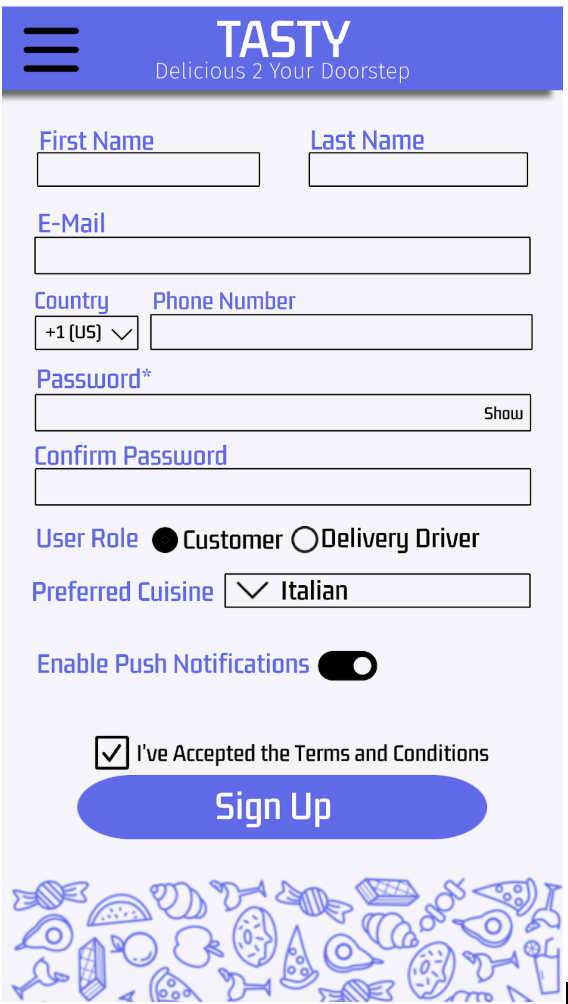 TASTY
Delicious 2 Your Doorstep
First Name Last Name
E-Mail
Country Phone Number
+1 (US)
Password*
Show
Confirm Password
User Role Customer Delivery Driver
Preferred Cuisine Italian
Enable Push Notifications
I've Accepted the Terms and Conditions
Sign Up